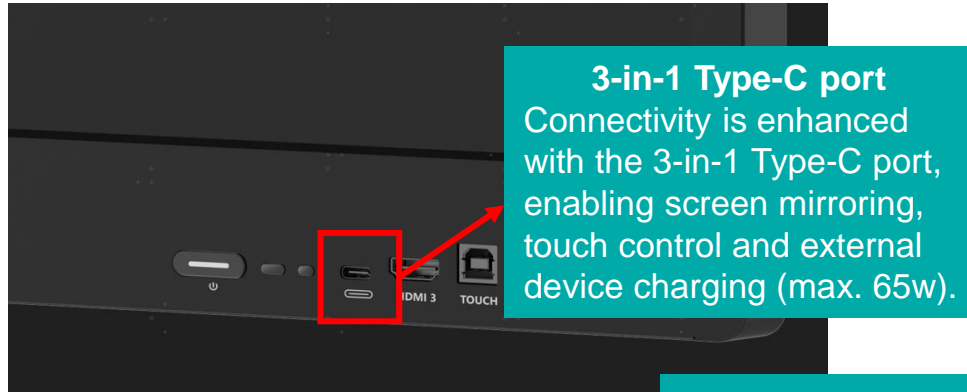 3-in-1 Type-C port
Connectivity is enhanced
with the 3-in-1 Type-C port,
enabling screen mirroring,
touch control and external
device charging (max. 65w).
HDMI 3 TOUCH